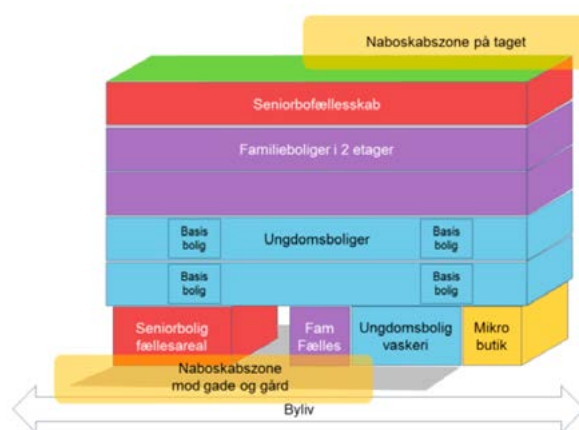 Naboskabszone på taget
Seniorbofællesskab
Familieboliger i 2 etager
Basis
bolig
Ungdomsboliger
Basis
bolig
Basis
bolig
Basis
bolig
Seniorbolig
fællesareal
Fam
Fælles
Ungdomsbolig
vaskeri
Mikro
butik
Naboskabszone
mod gade og gård
Byliv